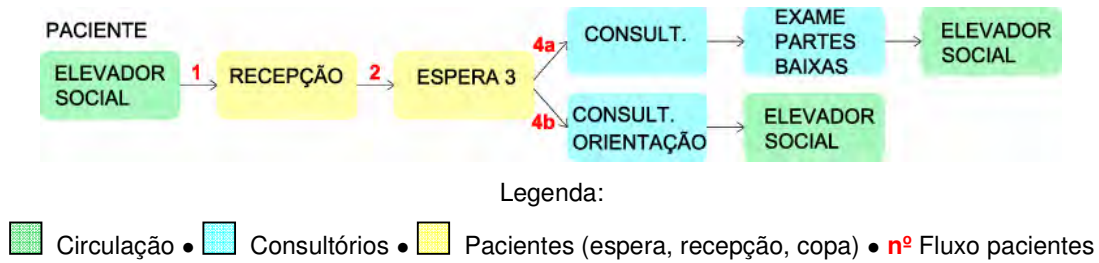 PACIENTE
ELEVADOR
SOCIAL
1
RECEPÇÃO
2
ESPERA 3
4a
CONSULT.
EXAME
PARTES
BAIXAS
ELEVADOR
SOCIAL
4b
CONSULT.
ORIENTAÇÃO
ELEVADOR
SOCIAL
Legenda:
Circulação ● Consultórios ● Pacientes (espera, recepção, copa) ● nº Fluxo pacientes